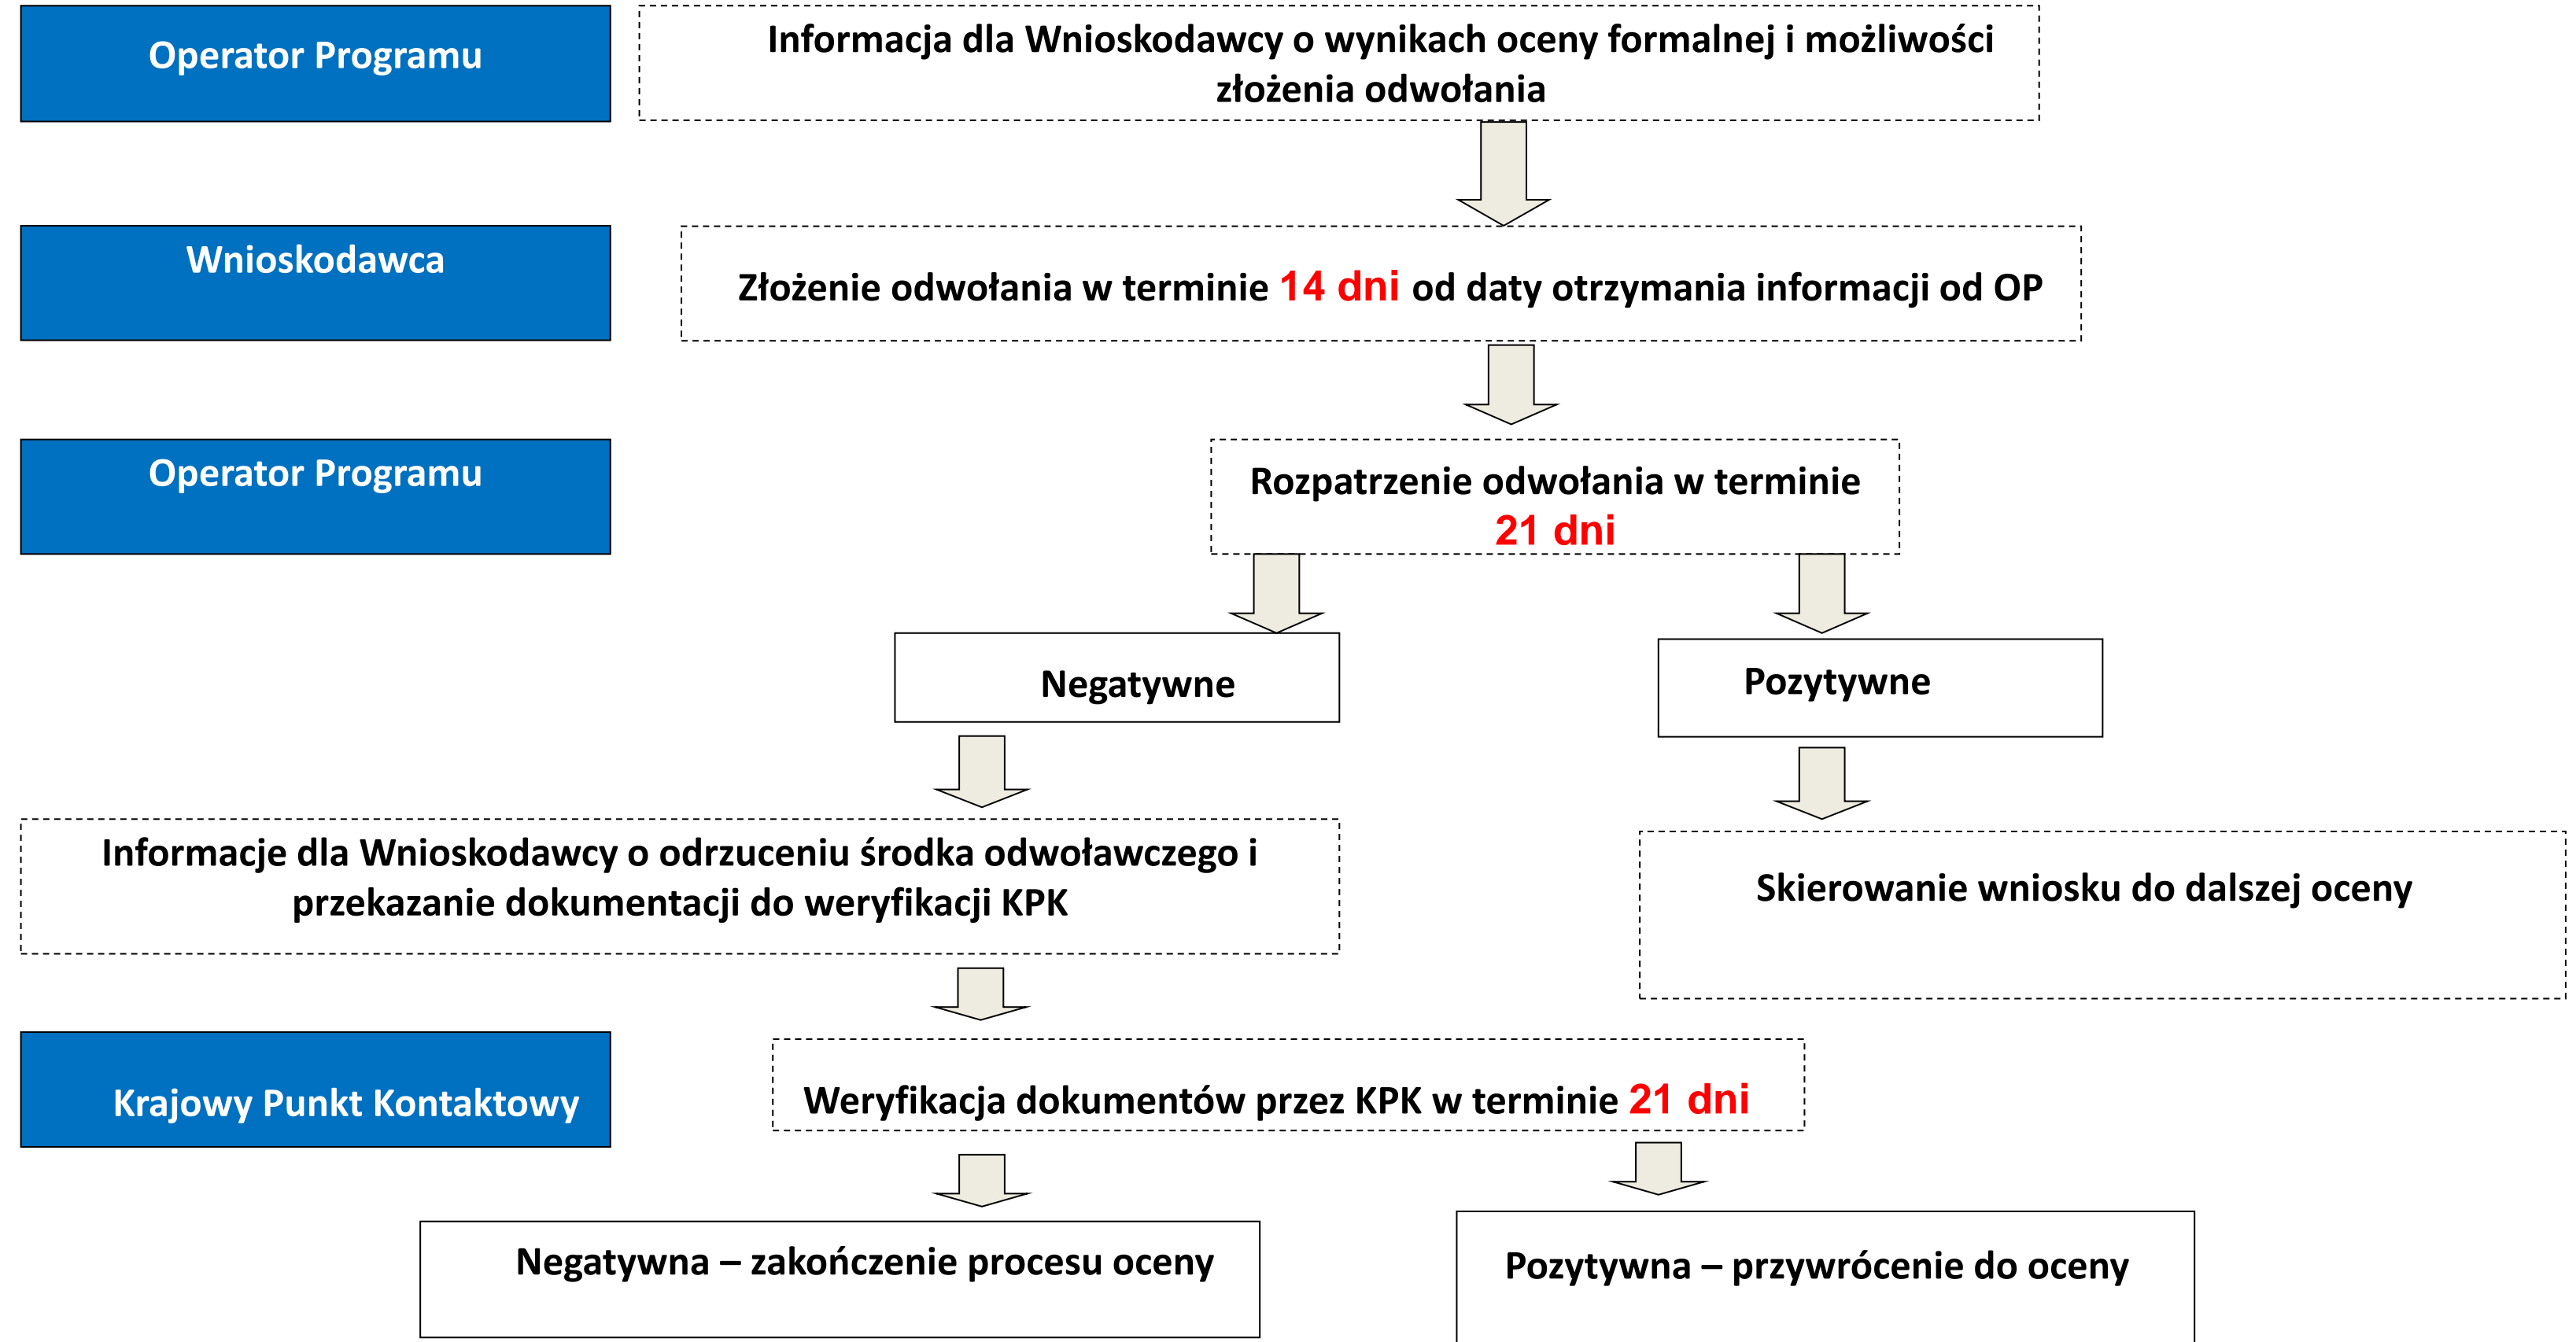 Operator Programu
Informacja dla Wnioskodawcy o wynikach oceny formalnej i możliwości
złożenia odwołania
Wnioskodawca
Złożenie odwołania w terminie 14 dni od daty otrzymania informacji od OP
Operator Programu
Rozpatrzenie odwołania w terminie
21 dni
Negatywne
Pozytywne
Informacje dla Wnioskodawcy o odrzuceniu środka odwoławczego i
przekazanie dokumentacji do weryfikacji KPK
Skierowanie wniosku do dalszej oceny
Krajowy Punkt Kontaktowy
Weryfikacja dokumentów przez KPK w terminie 21 dni
Negatywna – zakończenie procesu oceny
Pozytywna – przywrócenie do oceny